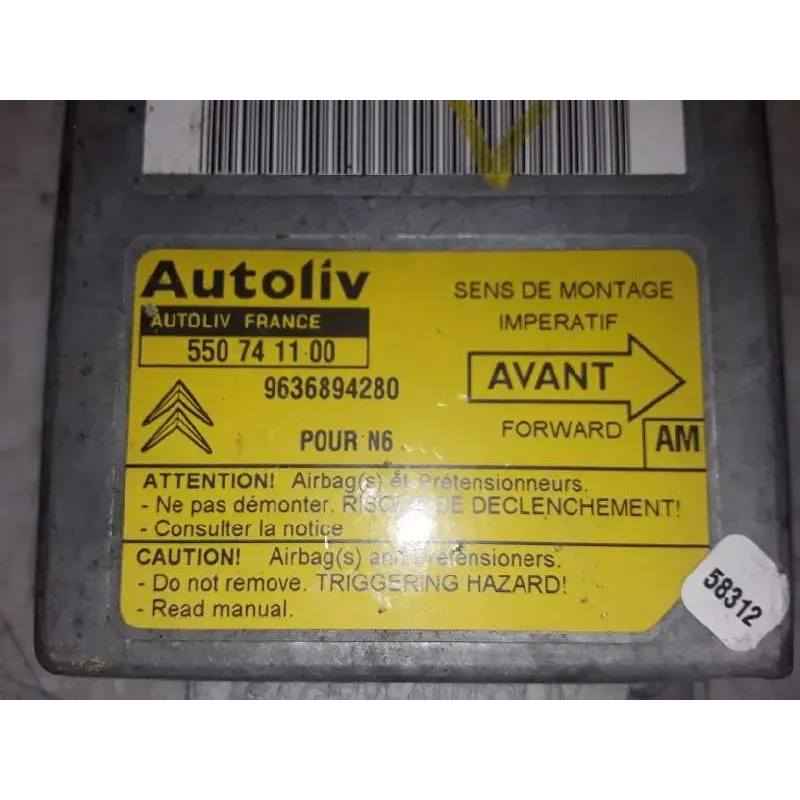 Autoliv
AUTOLIV FRANCE
550 74 11 00
9636894280
POUR N6
SENS DE MONTAGE
IMPERATIF
AVANT
FORWARD
AM
ATTENTION! Airbag(s) et Prétensionneurs.
- Ne pas démonter. RISQUE DE DECLENCHEMENT!
- Consulter la notice
CAUTION! Airbag(s) and Pretensioners.
- Do not remove. TRIGGERING HAZARD!
- Read manual.
58312